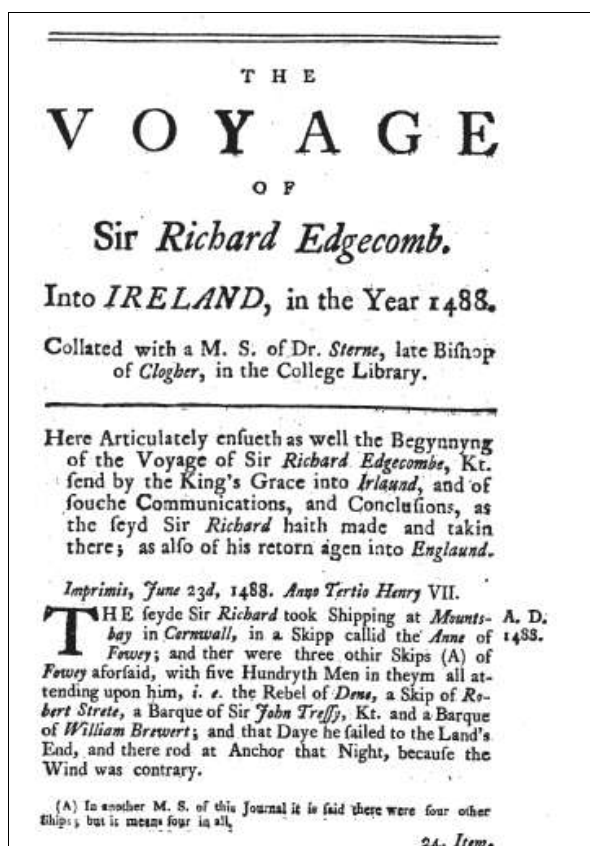 THE
VOYAGE
OF
Sir Richard Edgecomb.
Into IRELAND, in the Year 1488.
Collated with a M. S. of Dr. Sterne, late Biſhop
of Clogher, in the College Library.
Here Articulately enſueth as well the Begynnyng
of the Voyage of Sir Richard Edgecombe, Kt.
ſend by the King's Grace into Irlaund, and of
ſouche Communications, and Concluſions, as
the ſeyd Sir Richard haith made and takin
there; as alſo of his retorn agen into Englaund.
Imprimis, June 23d, 1488. Anno Tertio Henry VII.
THE ſeyde Sir Richard took Shipping at Mounts- A. D.
bay in Cornwall, in a Skipp callid the Anne of 1488.
Fowey; and ther were three othir Skips (A) of
Fowey aforſaid, with five Hundryth Men in theym all at-
tending upon him, i. e. the Rebel of Dene, a Skip of Ro-
bert Strete, a Barque of Sir John Treſſy, Kt. and a Barque
of William Brewert; and that Daye he ſailed to the Land's
End, and there rod at Anchor that Night, becauſe the
Wind was contrary.
(A) In another M. S. of this Journal it is ſaid there were four other
Ships; but it means four in all.
24. Item.